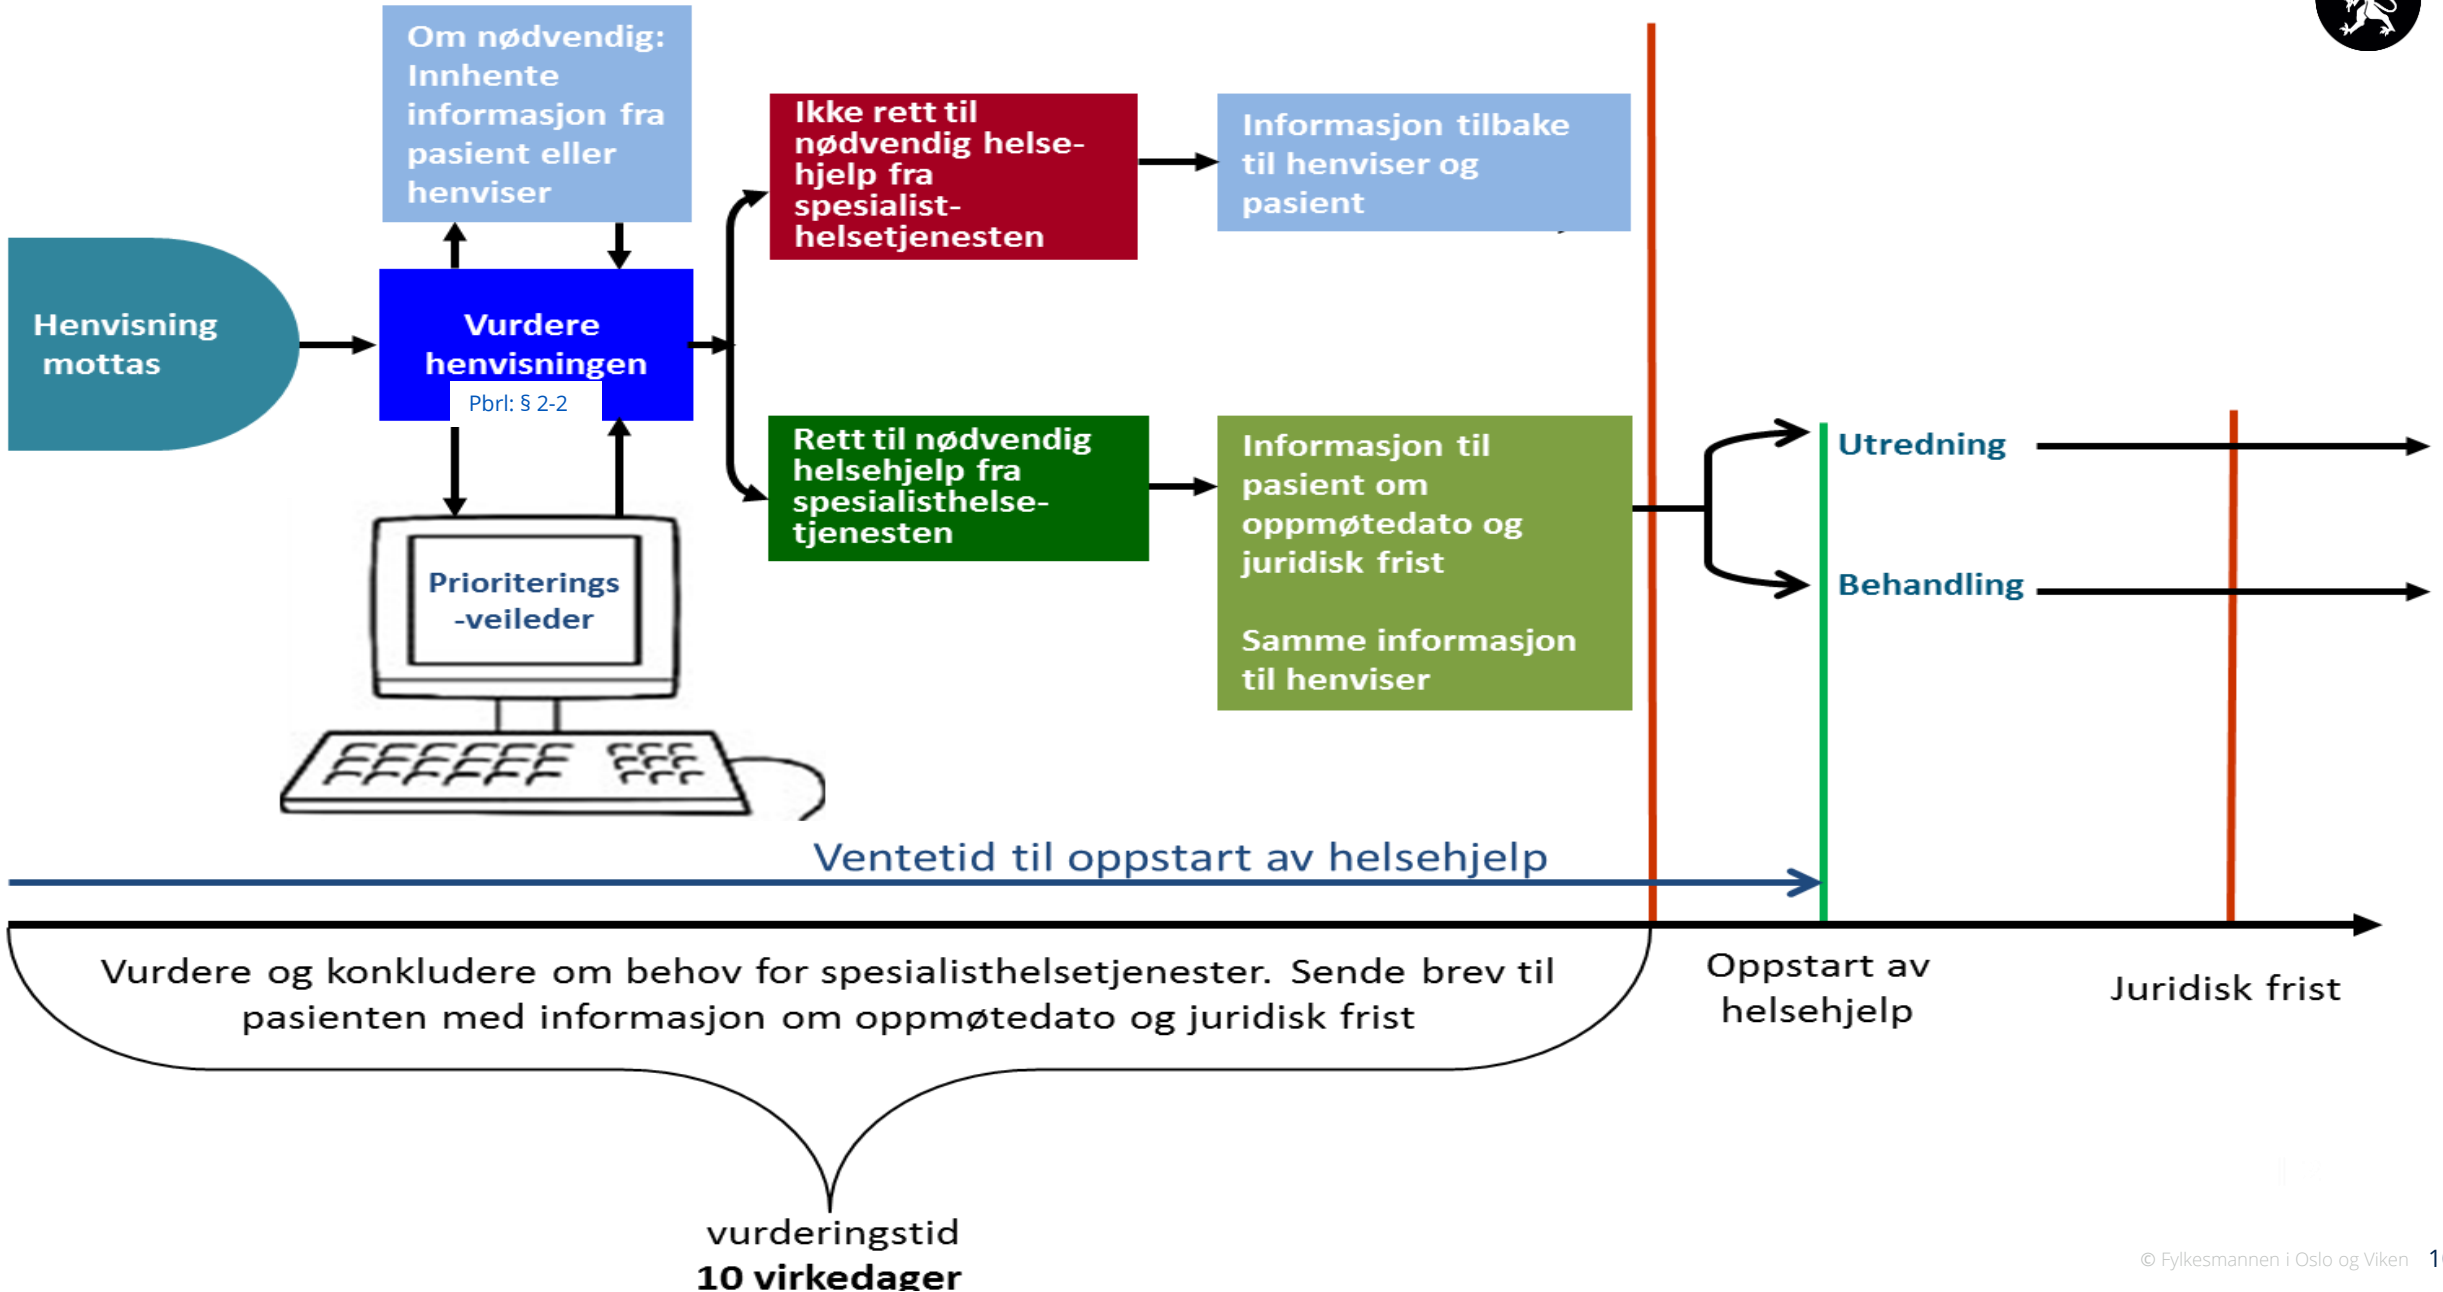 Om nødvendig:
Innhente
informasjon fra
pasient eller
henviser
Ikke rett til
nødvendig helse-
hjelp fra
spesialist-
helsetjenesten
Informasjon tilbake
til henviser og
pasient
Henvisning
mottas
Vurdere
henvisningen
Pbrl: § 2-2
Rett til nødvendig
helsehjelp fra
spesialisthelse-
tjenesten
Informasjon til
pasient om
oppmøtedato og
juridisk frist
Samme informasjon
til henviser
Utredning
Behandling
Prioriterings
-veileder
Ventetid til oppstart av helsehjelp
Vurdere og konkludere om behov for spesialisthelsetjenester. Sende brev til
pasienten med informasjon om oppmøtedato og juridisk frist
Oppstart av
helsehjelp
Juridisk frist
vurderingstid
10 virkedager
© Fylkesmannen i Oslo og Viken